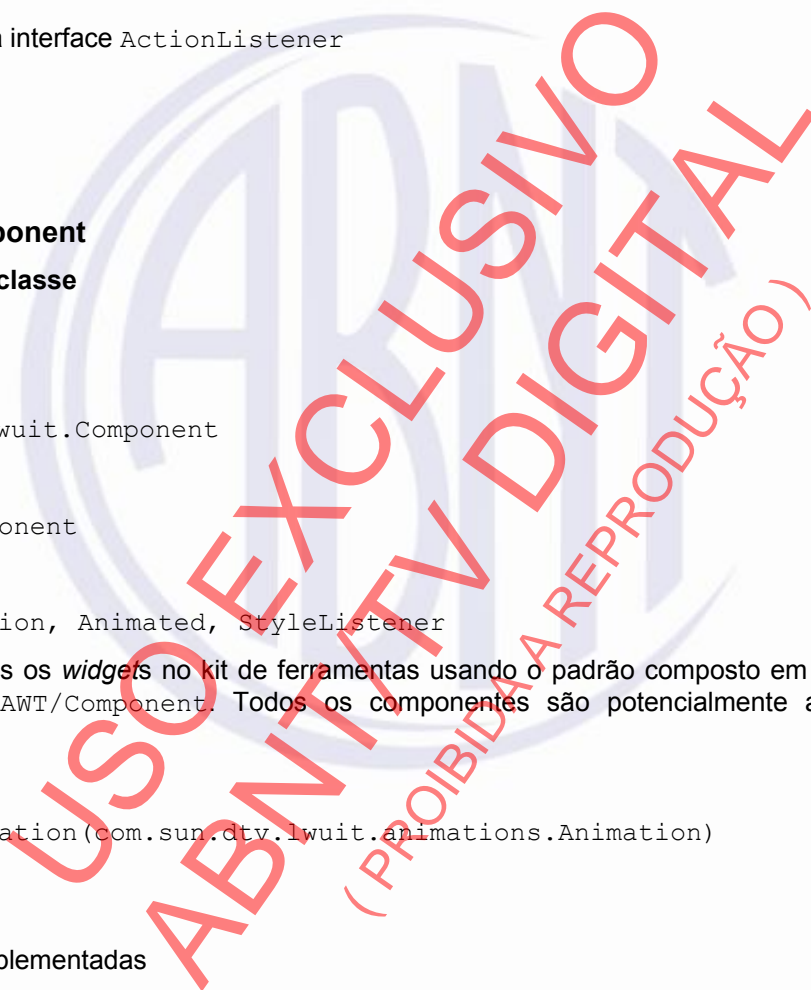 interface ActionListener
ponent
classe
wuit.Component
onent
ion, Animated, StyleListener
s os widgets no kit de ferramentas usando o padrão composto em
AWT/Component. Todos os componentes são potencialmente a
ation(com.sun.dtv.lwuit.animations.Animation)
plementadas
USO EXCLUSIVO
ABNT/TV DIGITAL
( PROIBIDA A REPRODUÇÃO )
ABNT